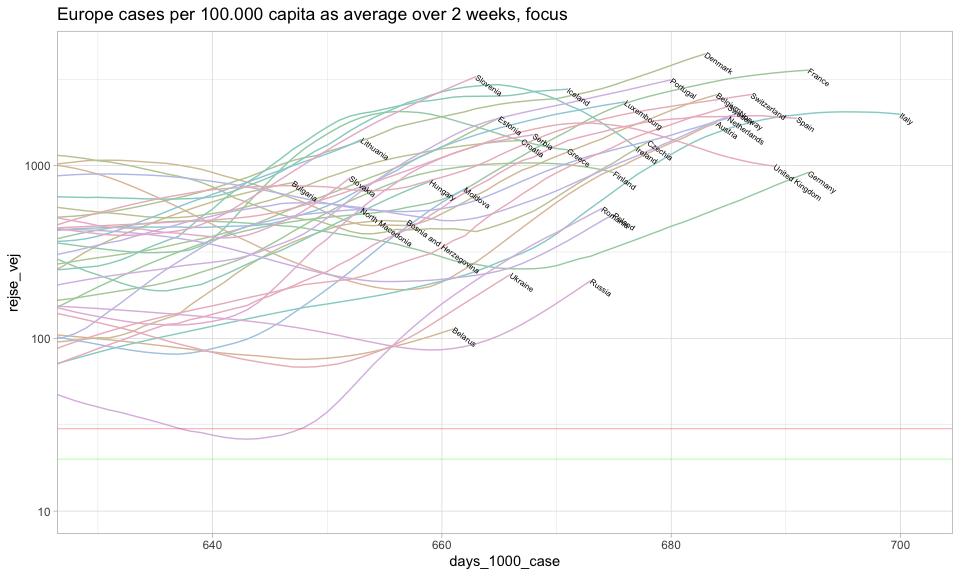 Europe cases per 100.000 capita as average over 2 weeks, focus
rejse_vej
1000
100
10
Denmark
France
Slovenia
Portugal
Iceland
Luxembourg
Switzerland
Italy
Spain
Estonia
Netherlands
Austria
Lithuania
Croatia
Serbia
Greece
Czechia
Ireland
United Kingdom
Germany
Finland
Bulgaria
Slovakia
Hungary
Moldova
North Macedonia
Bosnia and Herzegovina
Romania
Ukraine
Russia
Belarus
640
660
680
700
days_1000_case